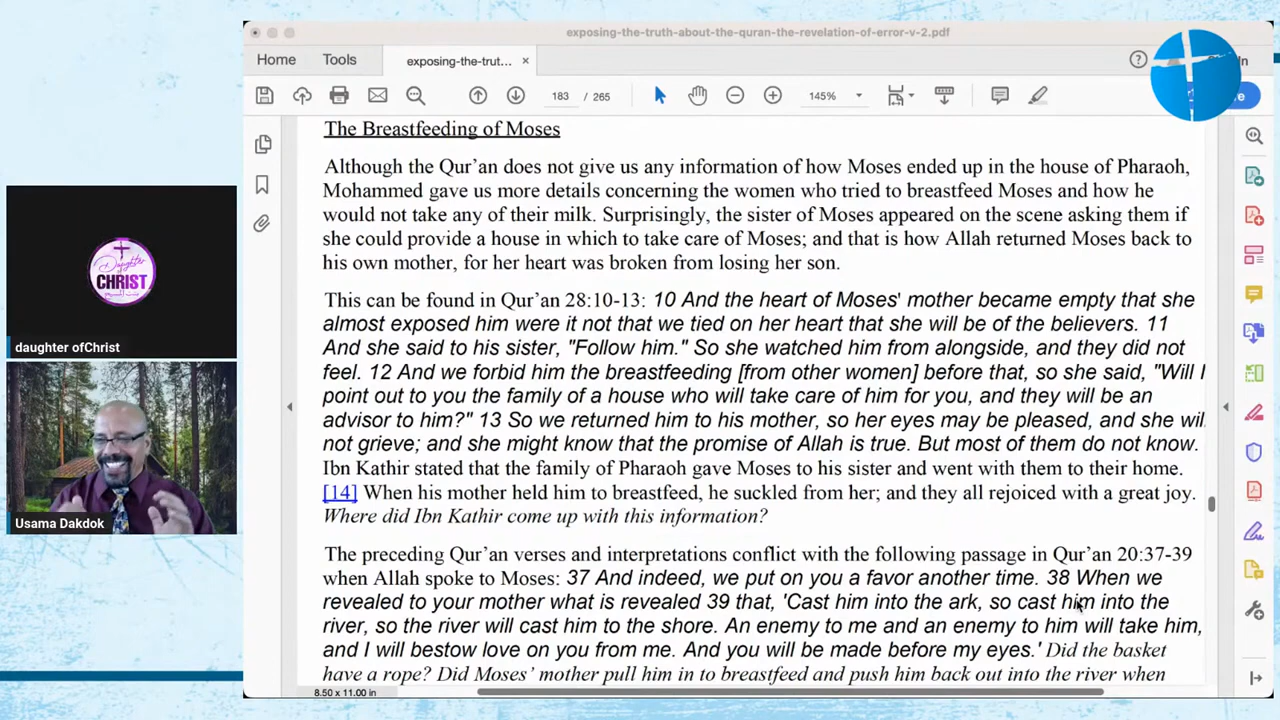 exposing-the-truth-about-the-quran-the-revelation-of-error-v-2.pdf
Home
Tools
exposing-the-trut...
183 / 265
145%
The Breastfeeding of Moses
Although the Qur’an does not give us any information of how Moses ended up in the house of Pharaoh,
Mohammed gave us more details concerning the women who tried to breastfeed Moses and how he
would not take any of their milk. Surprisingly, the sister of Moses appeared on the scene asking them if
she could provide a house in which to take care of Moses; and that is how Allah returned Moses back to
his own mother, for her heart was broken from losing her son.
This can be found in Qur’an 28:10-13: 10 And the heart of Moses' mother became empty that she
almost exposed him were it not that we tied on her heart that she will be of the believers. 11
And she said to his sister, "Follow him." So she watched him from alongside, and they did not
feel. 12 And we forbid him the breastfeeding [from other women] before that, so she said, "Will I
point out to you the family of a house who will take care of him for you, and they will be an
advisor to him?" 13 So we returned him to his mother, so her eyes may be pleased, and she wil
not grieve; and she might know that the promise of Allah is true. But most of them do not know.
Ibn Kathir stated that the family of Pharaoh gave Moses to his sister and went with them to their home.
[14] When his mother held him to breastfeed, he suckled from her; and they all rejoiced with a great joy.
Where did Ibn Kathir come up with this information?
The preceding Qur’an verses and interpretations conflict with the following passage in Qur’an 20:37-39
when Allah spoke to Moses: 37 And indeed, we put on you a favor another time. 38 When we
revealed to your mother what is revealed 39 that, 'Cast him into the ark, so cast him into the
river, so the river will cast him to the shore. An enemy to me and an enemy to him will take him,
and I will bestow love on you from me. And you will be made before my eyes.' Did the basket
have a rope? Did Moses’ mother pull him in to breastfeed and push him back out into the river when
8.50 x 11.00 in
Daughter
CHRIST
daughter ofChrist
Usama Dakdok